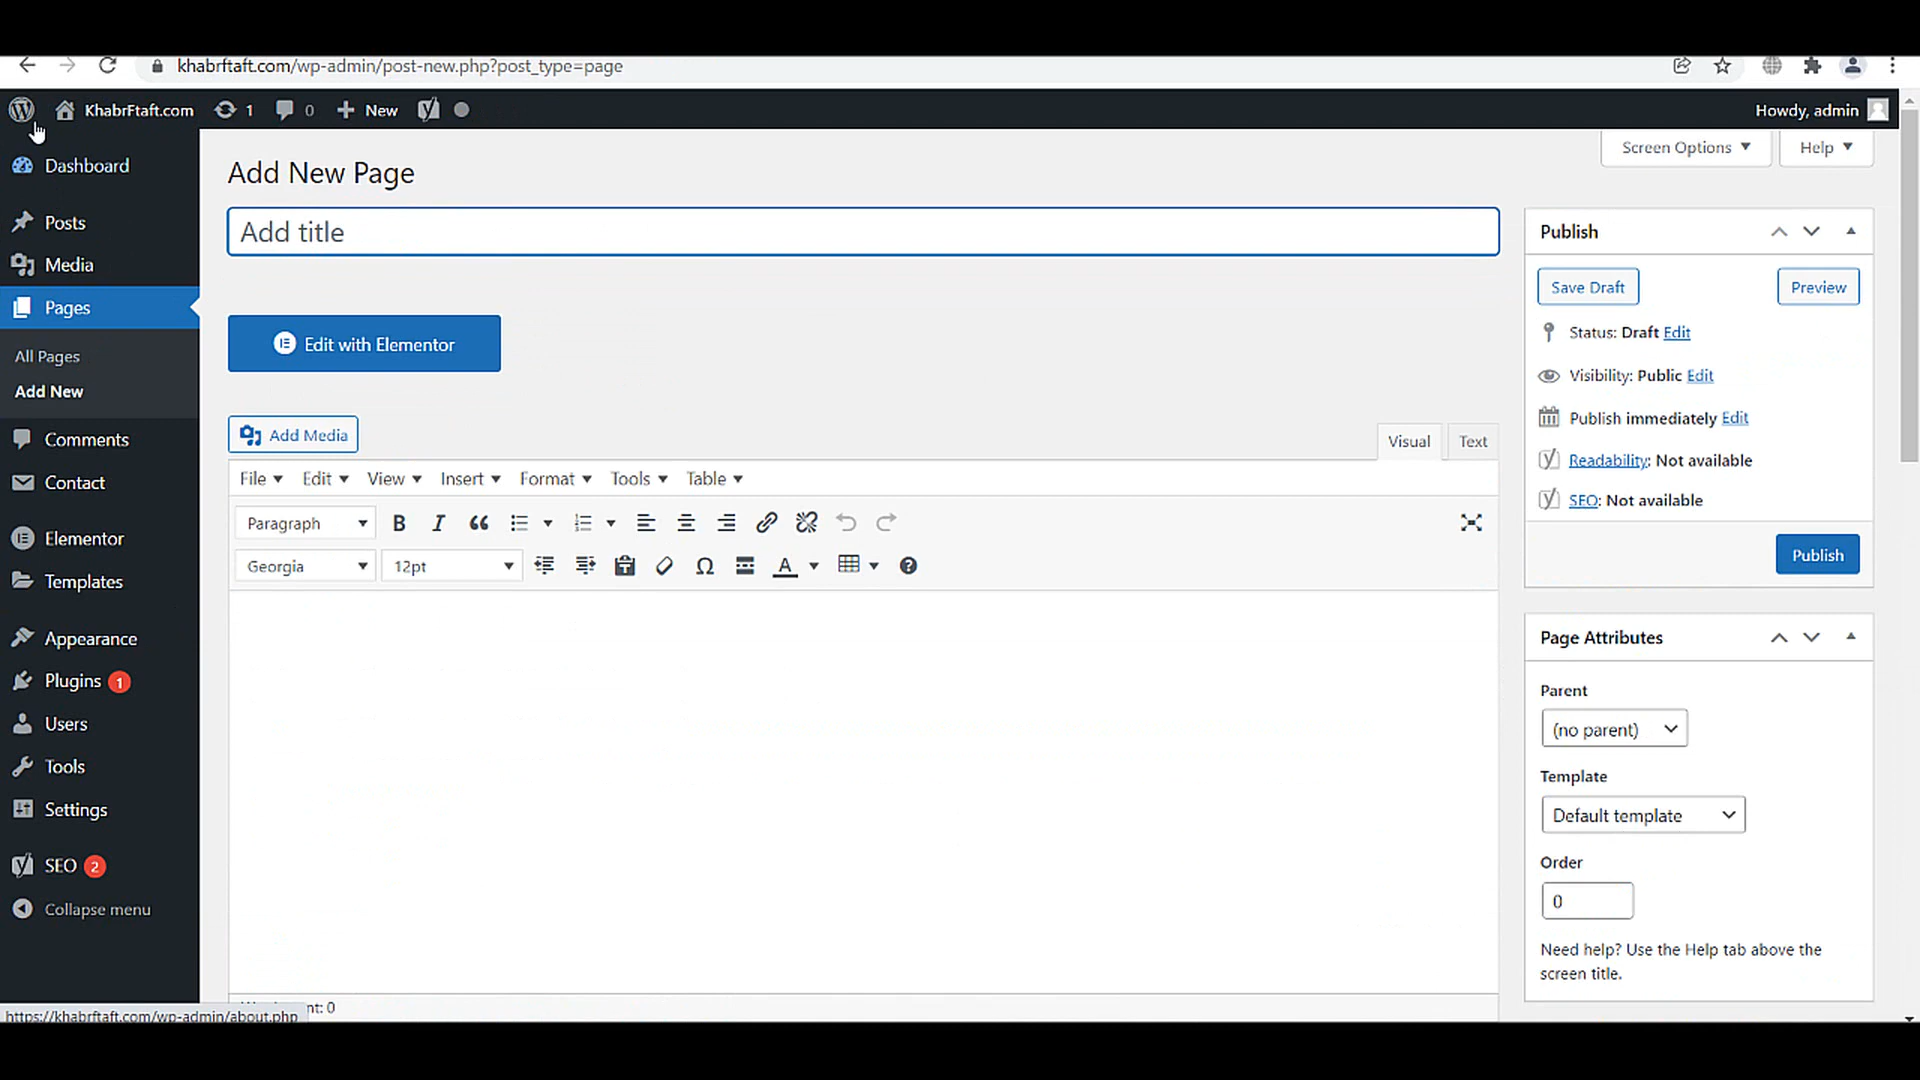 khabrftaft.com/wp-admin/post-new.php?post_type=page
KhabrFtaft.com 1 0 New Howdy, admin
Screen Options Help
Dashboard
Posts
Media
Pages
All Pages
Add New
Comments
Contact
Elementor
Templates
Appearance
Plugins 1
Users
Tools
Settings
SEO 2
Collapse menu
Add New Page
Add title
Edit with Elementor
Add Media
Visual Text
File Edit View Insert Format Tools Table
Paragraph
Georgia 12pt
nt: 0
Publish
Save Draft Preview
Status: Draft Edit
Visibility: Public Edit
Publish immediately Edit
Readability: Not available
SEO: Not available
Publish
Page Attributes
Parent
(no parent)
Template
Default template
Order
0
Need help? Use the Help tab above the
screen title.
https://khabrftaft.com/wp-admin/about.php